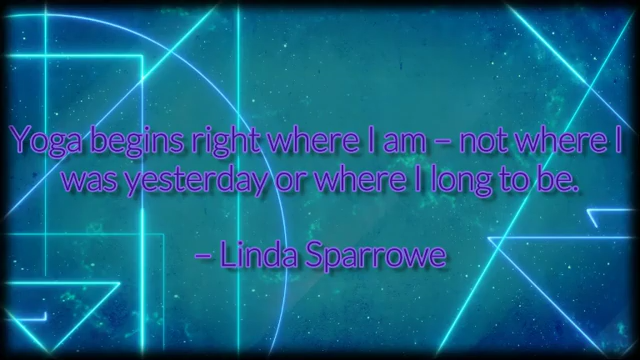 Yoga begins right where I am – not where I
was yesterday or where I long to be.
– Linda Sparrowe